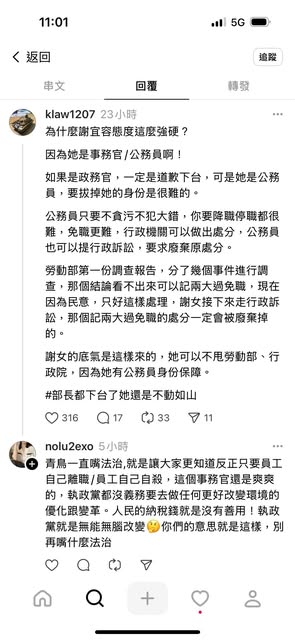 11:01
5G
返回
追蹤
串文
回覆
轉發
klaw1207 23小時
為什麼謝宜容態度這麼強硬？
因為她是事務官/公務員啊！
如果是政務官，一定是道歉下台，可是她是公務
員，要拔掉她的身份是很難的。
公務員只要不貪污不犯大錯，你要降職停職都很
難，免職更難，行政機關可以做出處分，公務員
也可以提行政訴訟，要求廢棄原處分。
勞動部第一份調查報告，分了幾個事件進行調
查，那個結論看不出來可以記兩大過免職，現在
因為民意，只好這樣處理，謝女接下來走行政訴
訟，那個記兩大過免職的處分一定會被廢棄掉
的。
謝女的底氣是這樣來的，她可以不甩勞動部、行
政院，因為她有公務員身份保障。
#部長都下台了她還是不動如山
316 17 33 11
nolu2exo 5小時
青鳥一直嘴法治,就是讓大家更知道反正只要員工
自己離職/員工自己自殺，這個事務官還是爽爽
的，執政黨都沒義務要去做任何更好改變環境的
優化跟變革。人民的納稅錢就是沒有善用！執政
黨就是無能無腦改變🤔你們的意思就是這樣，別
再嘴什麼法治